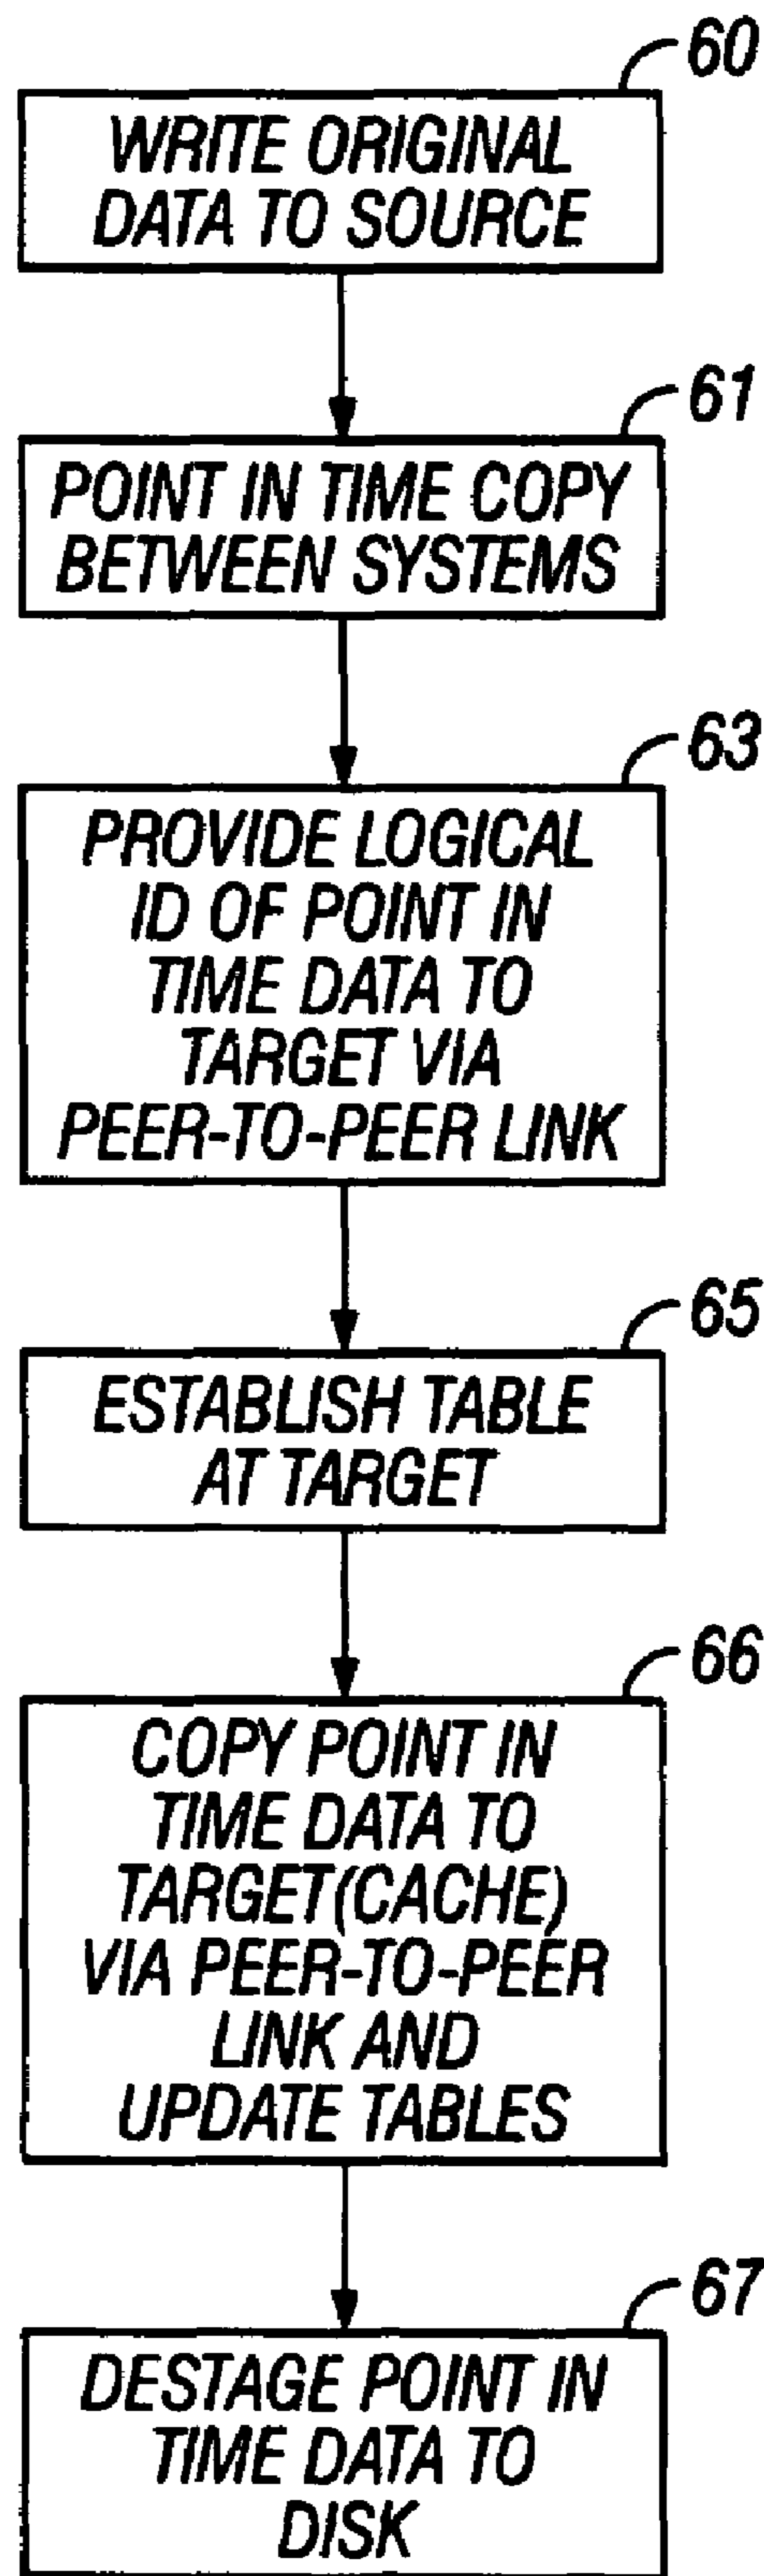 60
WRITE ORIGINAL
DATA TO SOURCE
61
POINT IN TIME COPY
BETWEEN SYSTEMS
63
PROVIDE LOGICAL
ID OF POINT IN
TIME DATA TO
TARGET VIA
PEER-TO-PEER LINK
65
ESTABLISH TABLE
AT TARGET
66
COPY POINT IN
TIME DATA TO
TARGET(CACHE)
VIA PEER-TO-PEER
LINK AND
UPDATE TABLES
67
DESTAGE POINT IN
TIME DATA TO
DISK